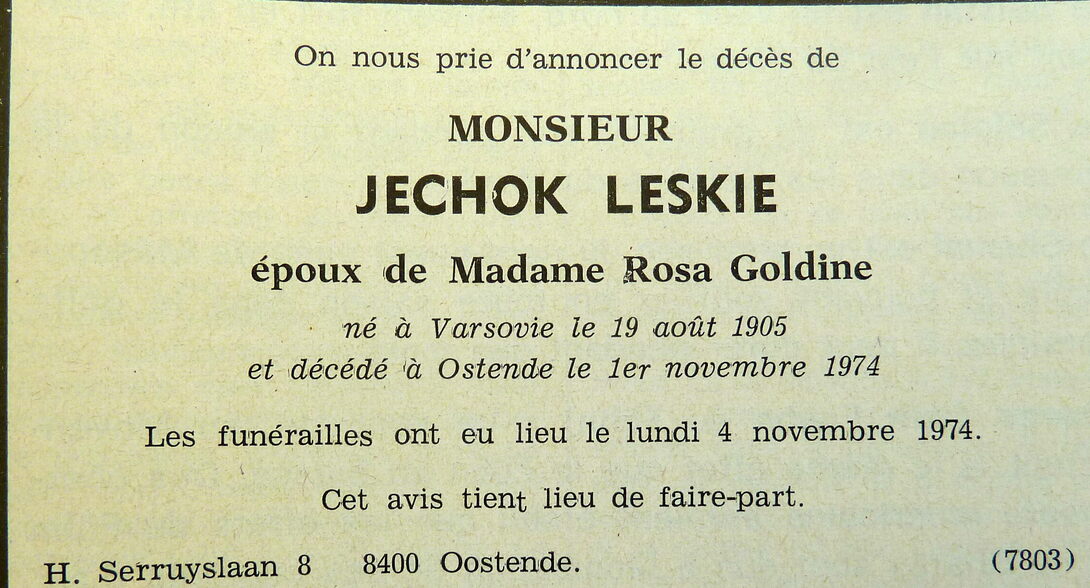 On nous prie d'annoncer le décès de
MONSIEUR
JECHOK LESKIE
époux de Madame Rosa Goldine
né à Varsovie le 19 août 1905
et décédé à Ostende le 1er novembre 1974
Les funérailles ont eu lieu le lundi 4 novembre 1974.
Cet avis tient lieu de faire-part.
H. Serruyslaan 8 8400 Oostende. (7803)